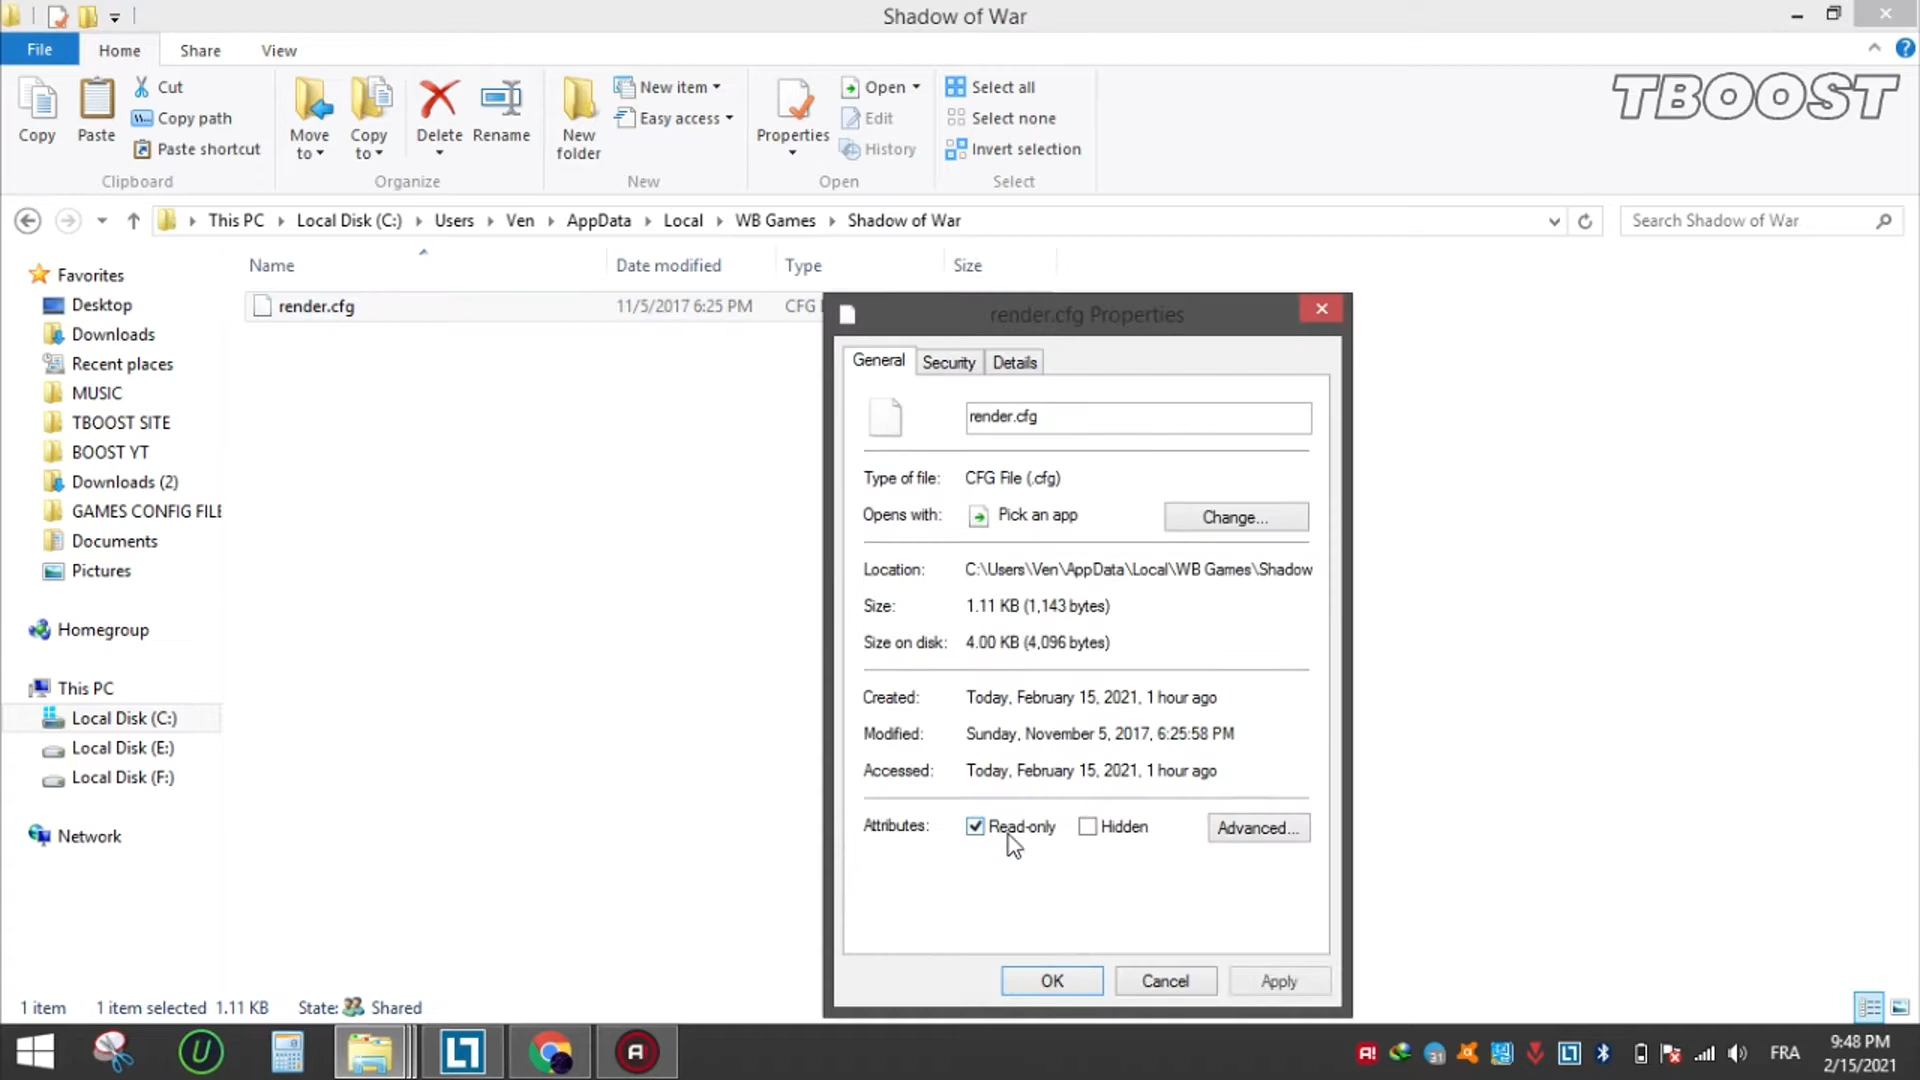 Shadow of War
File Home Share View
Copy
Paste
Cut
Copy path
Paste shortcut
Clipboard
Move to
Copy to
Delete
Rename
Organize
New folder
New item
Easy access
New
Properties
Open
Edit
History
Open
Select all
Select none
Invert selection
Select
TBOOST
This PC Local Disk (C:) Users Ven AppData Local WB Games Shadow of War
Search Shadow of War
Name Date modified Type Size
render.cfg 11/5/2017 6:25 PM CFG
Favorites
Desktop
Downloads
Recent places
MUSIC
TBOOST SITE
BOOST YT
Downloads (2)
GAMES CONFIG FILE
Documents
Pictures
Homegroup
This PC
Local Disk (C:)
Local Disk (E:)
Local Disk (F:)
Network
render.cfg Properties
General Security Details
render.cfg
Type of file: CFG File (.cfg)
Opens with: Pick an app Change...
Location: C:\Users\Ven\AppData\Local\WB Games\Shadow
Size: 1.11 KB (1,143 bytes)
Size on disk: 4.00 KB (4,096 bytes)
Created: Today, February 15, 2021, 1 hour ago
Modified: Sunday, November 5, 2017, 6:25:58 PM
Accessed: Today, February 15, 2021, 1 hour ago
Attributes: Read-only Hidden Advanced...
OK Cancel Apply
1 item 1 item selected 1.11 KB State: Shared
FRA
9:48 PM
2/15/2021